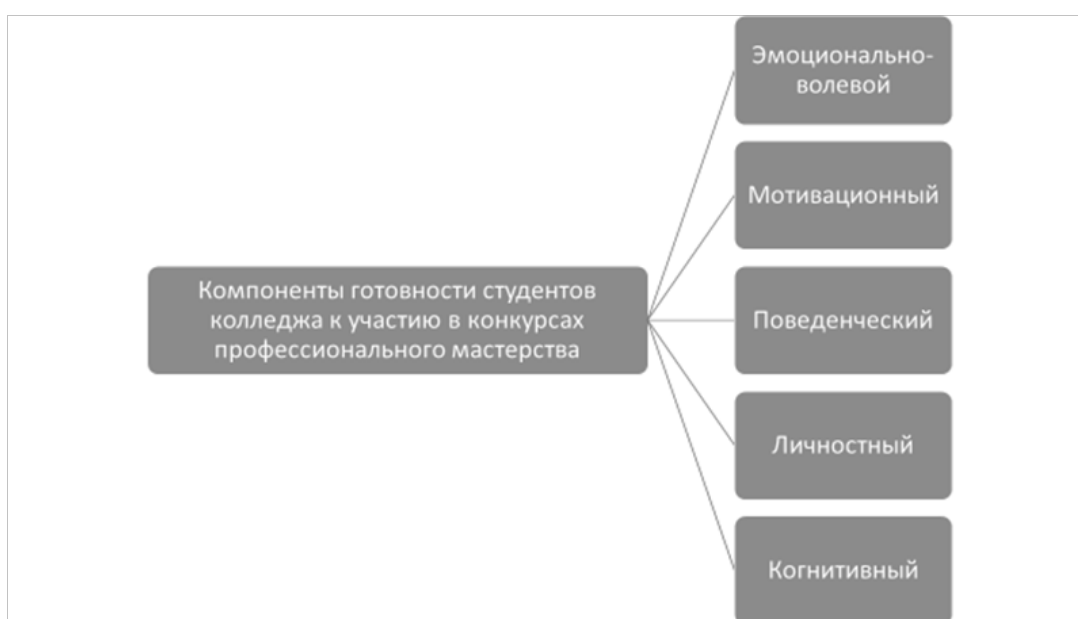 Компоненты готовности студентов
колледжа к участию в конкурсах
профессионального мастерства
Эмоционально-
волевой
Мотивационный
Поведенческий
Личностный
Когнитивный